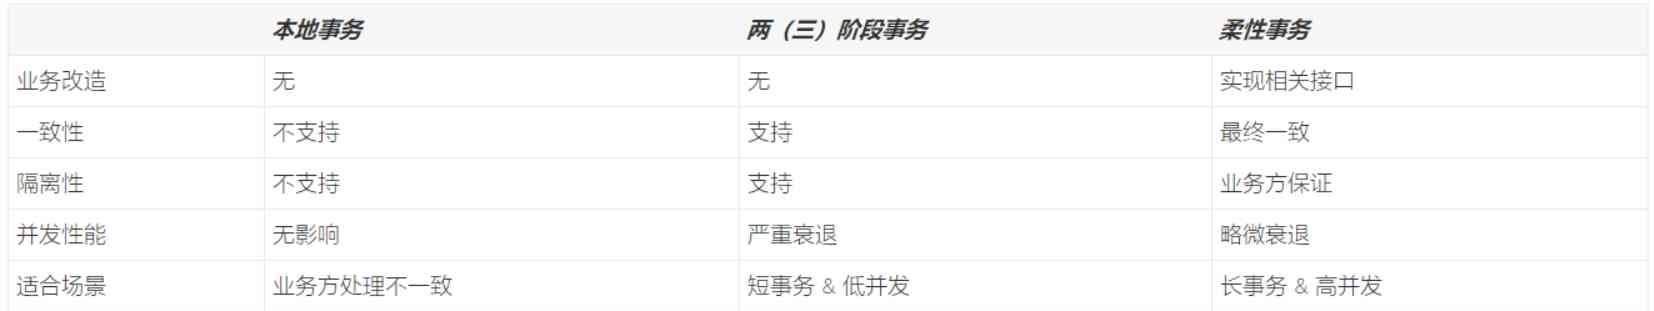 本地事务 两（三）阶段事务 柔性事务
业务改造 无 无 实现相关接口
一致性 不支持 支持 最终一致
隔离性 不支持 支持 业务方保证
并发性能 无影响 严重衰退 略微衰退
适合场景 业务方处理不一致 短事务 & 低并发 长事务 & 高并发